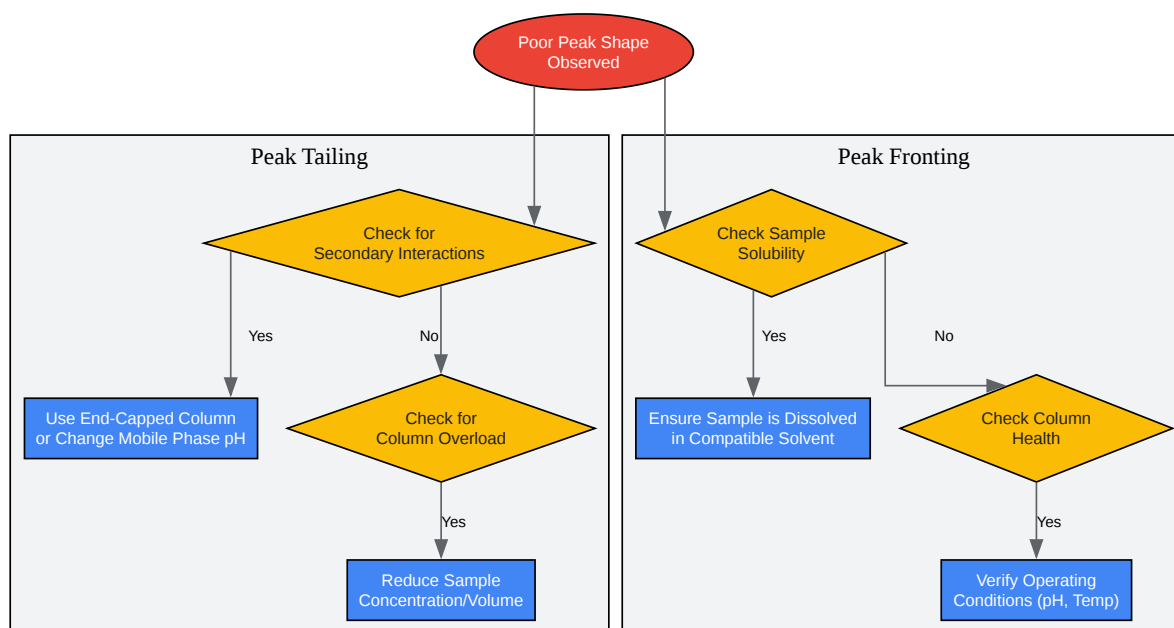 Poor Peak Shape
Observed
Peak Tailing
Peak Fronting
Check for
Secondary Interactions
Check Sample
Solubility
Yes
No
Yes
No
Use End-Capped Column
or Change Mobile Phase pH
Check for
Column Overload
Ensure Sample is Dissolved
in Compatible Solvent
Check Column
Health
Yes
Yes
Reduce Sample
Concentration/Volume
Verify Operating
Conditions (pH, Temp)